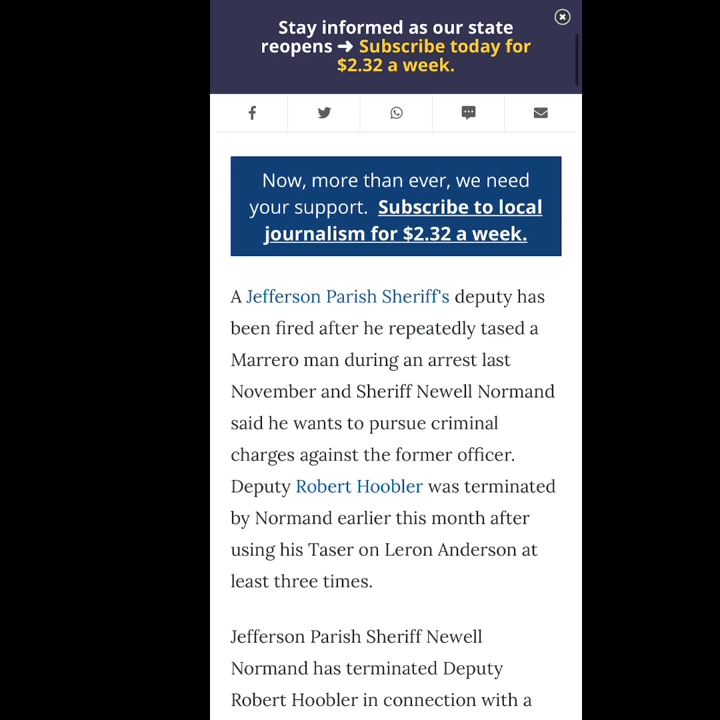 Stay informed as our state
reopens ➜ Subscribe today for
$2.32 a week.
Now, more than ever, we need
your support. Subscribe to local
journalism for $2.32 a week.
A Jefferson Parish Sheriff's deputy has
been fired after he repeatedly tased a
Marrero man during an arrest last
November and Sheriff Newell Normand
said he wants to pursue criminal
charges against the former officer.
Deputy Robert Hoobler was terminated
by Normand earlier this month after
using his Taser on Leron Anderson at
least three times.
Jefferson Parish Sheriff Newell
Normand has terminated Deputy
Robert Hoobler in connection with a